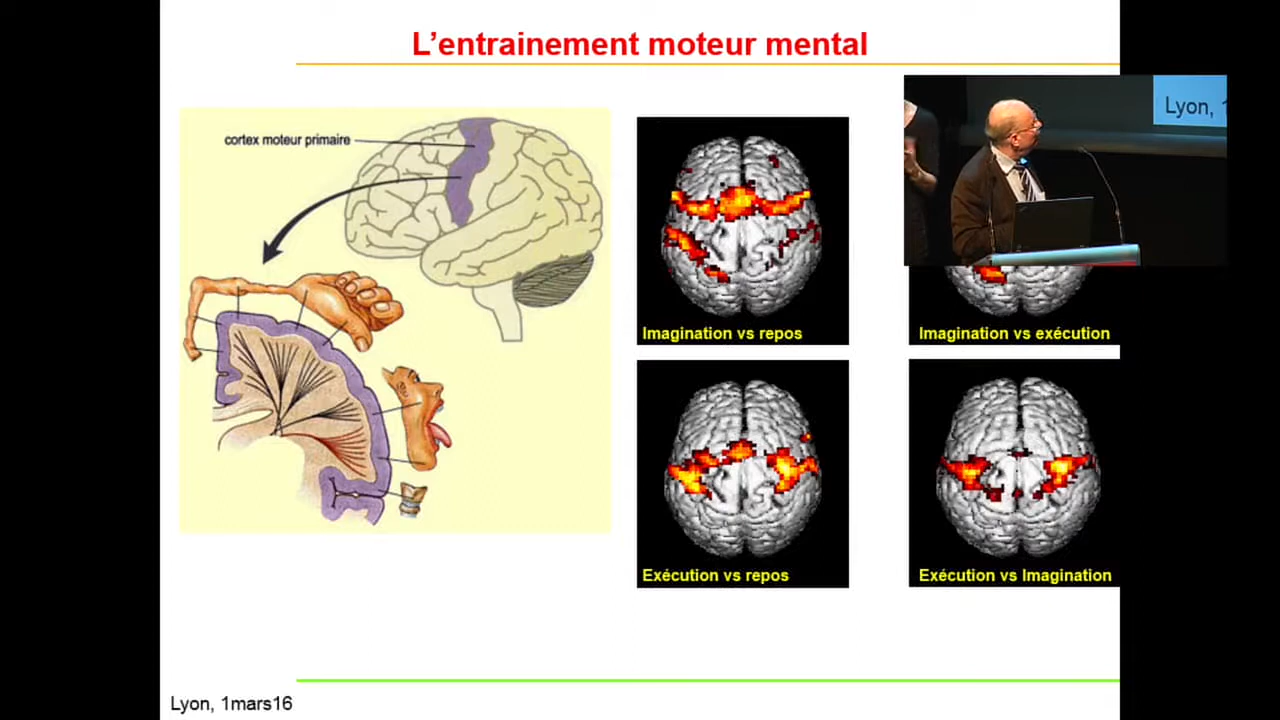 L'entrainement moteur mental
cortex moteur primaire
Lyon, 1
Imagination vs repos
Imagination vs exécution
Exécution vs repos
Exécution vs Imagination
Lyon, 1mars16